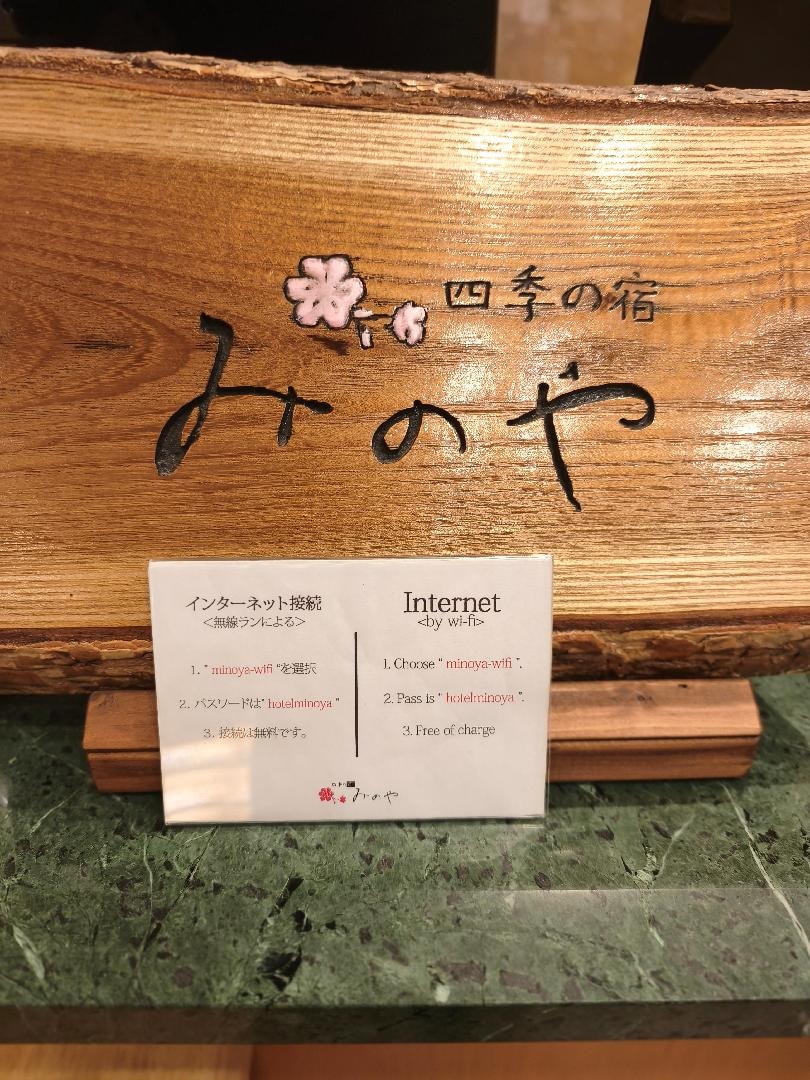 四季の宿
みのや
インターネット接続
<無線ランによる>
1. " minoya-wifi "を選択
2. パスワードは" hotelminoya "
3. 接続は無料です。
Internet
<by wi-fi>
1. Choose " minoya-wifi ".
2. Pass is " hotelminoya ".
3. Free of charge
みのや